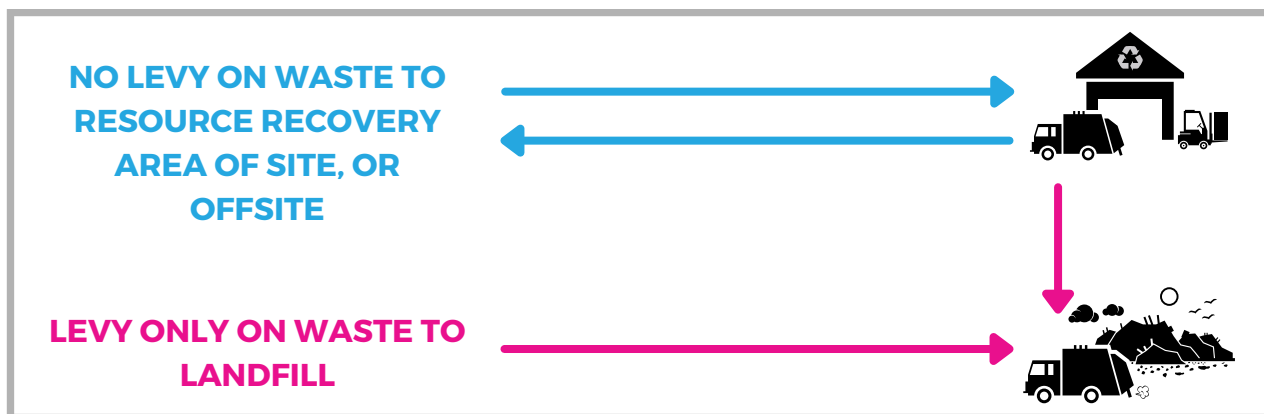 NO LEVY ON WASTE TO
RESOURCE RECOVERY
AREA OF SITE, OR
OFFSITE
LEVY ONLY ON WASTE TO
LANDFILL